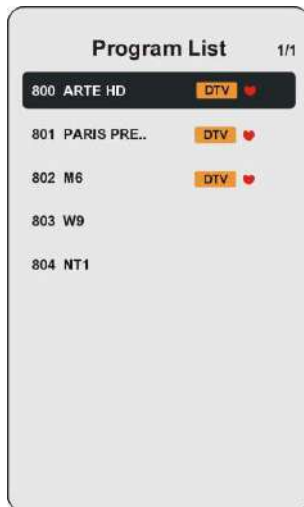 Program List 1/1
800 ARTE HD DTV
801 PARIS PRE.. DTV
802 M6 DTV
803 W9
804 NT1